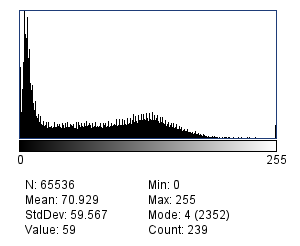 0 255
N: 65536 Min: 0
Mean: 70.929 Max: 255
StdDev: 59.567 Mode: 4 (2352)
Value: 59 Count: 239